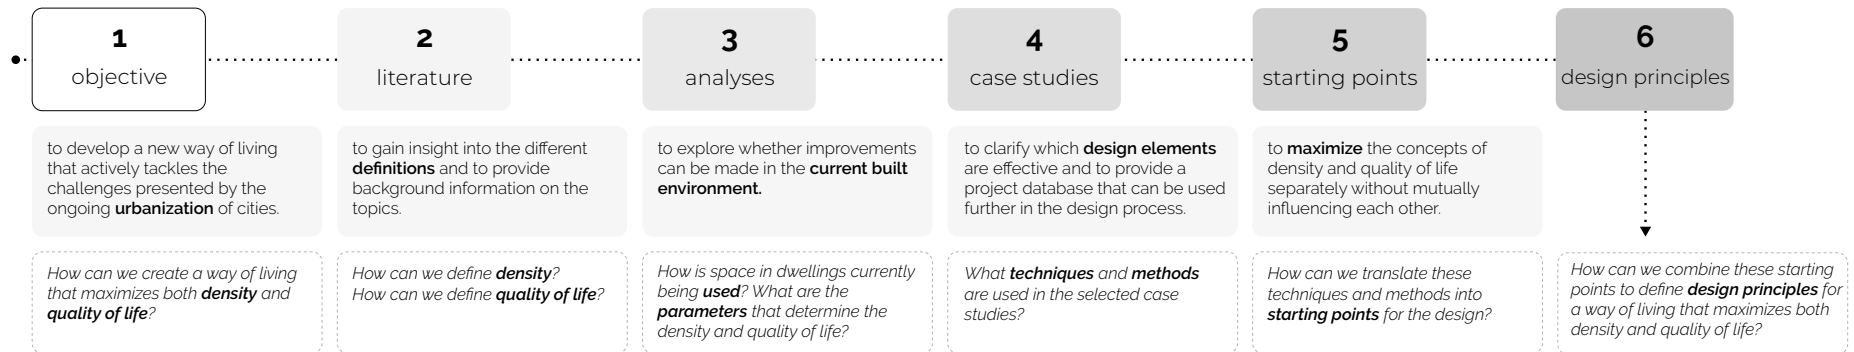 1
objective
2
literature
3
analyses
4
case studies
5
starting points
6
design principles
to develop a new way of living
that actively tackles the
challenges presented by the
ongoing urbanization of cities.
to gain insight into the different
definitions and to provide
background information on the
topics.
to explore whether improvements
can be made in the current built
environment.
to clarify which design elements
are effective and to provide a
project database that can be used
further in the design process.
to maximize the concepts of
density and quality of life
separately without mutually
influencing each other.
How can we create a way of living
that maximizes both density and
quality of life?
How can we define density?
How can we define quality of life?
How is space in dwellings currently
being used? What are the
parameters that determine the
density and quality of life?
What techniques and methods
are used in the selected case
studies?
How can we translate these
techniques and methods into
starting points for the design?
How can we combine these starting
points to define design principles for
a way of living that maximizes both
density and quality of life?